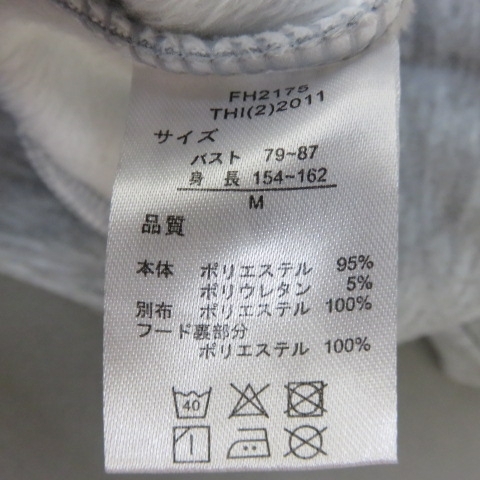 FH2175
THI(2)2011
サイズ
バスト 79~87
身長 154~162
M
品質
本体 ポリエステル 95%
ポリウレタン 5%
別布 ポリエステル 100%
フード裏部分
ポリエステル 100%
40